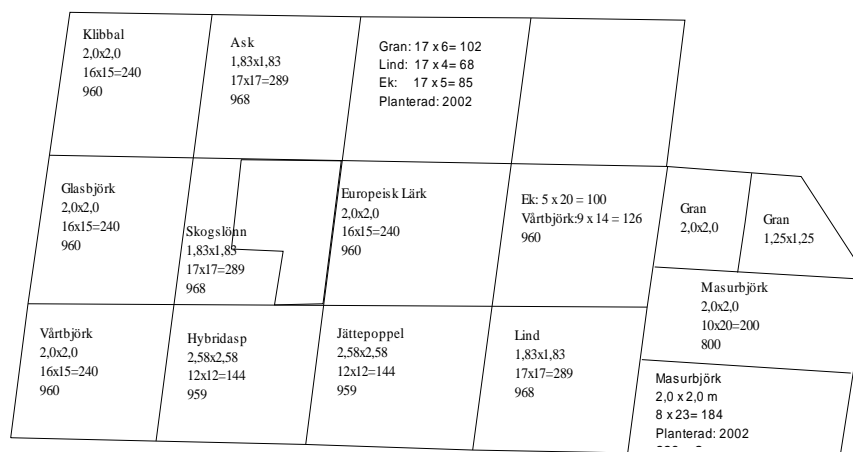 Klibbal
2,0x2,0
16x15=240
960
Ask
1,83x1,83
17x17=289
968
Gran: 17 x 6= 102
Lind: 17 x 4= 68
Ek: 17 x 5= 85
Planterad: 2002
Glasbjörk
2,0x2,0
16x15=240
960
Skogslönn
1,83x1,83
17x17=289
968
Europeisk Lärk
2,0x2,0
16x15=240
960
Ek: 5 x 20 = 100
Vårtbjörk:9 x 14 = 126
960
Gran
2,0x2,0
Gran
1,25x1,25
Masurbjörk
2,0x2,0
10x20=200
800
Vårtbjörk
2,0x2,0
16x15=240
960
Hybridasp
2,58x2,58
12x12=144
959
Jättepoppel
2,58x2,58
12x12=144
959
Lind
1,83x1,83
17x17=289
968
Masurbjörk
2,0 x 2,0 m
8 x 23= 184
Planterad: 2002